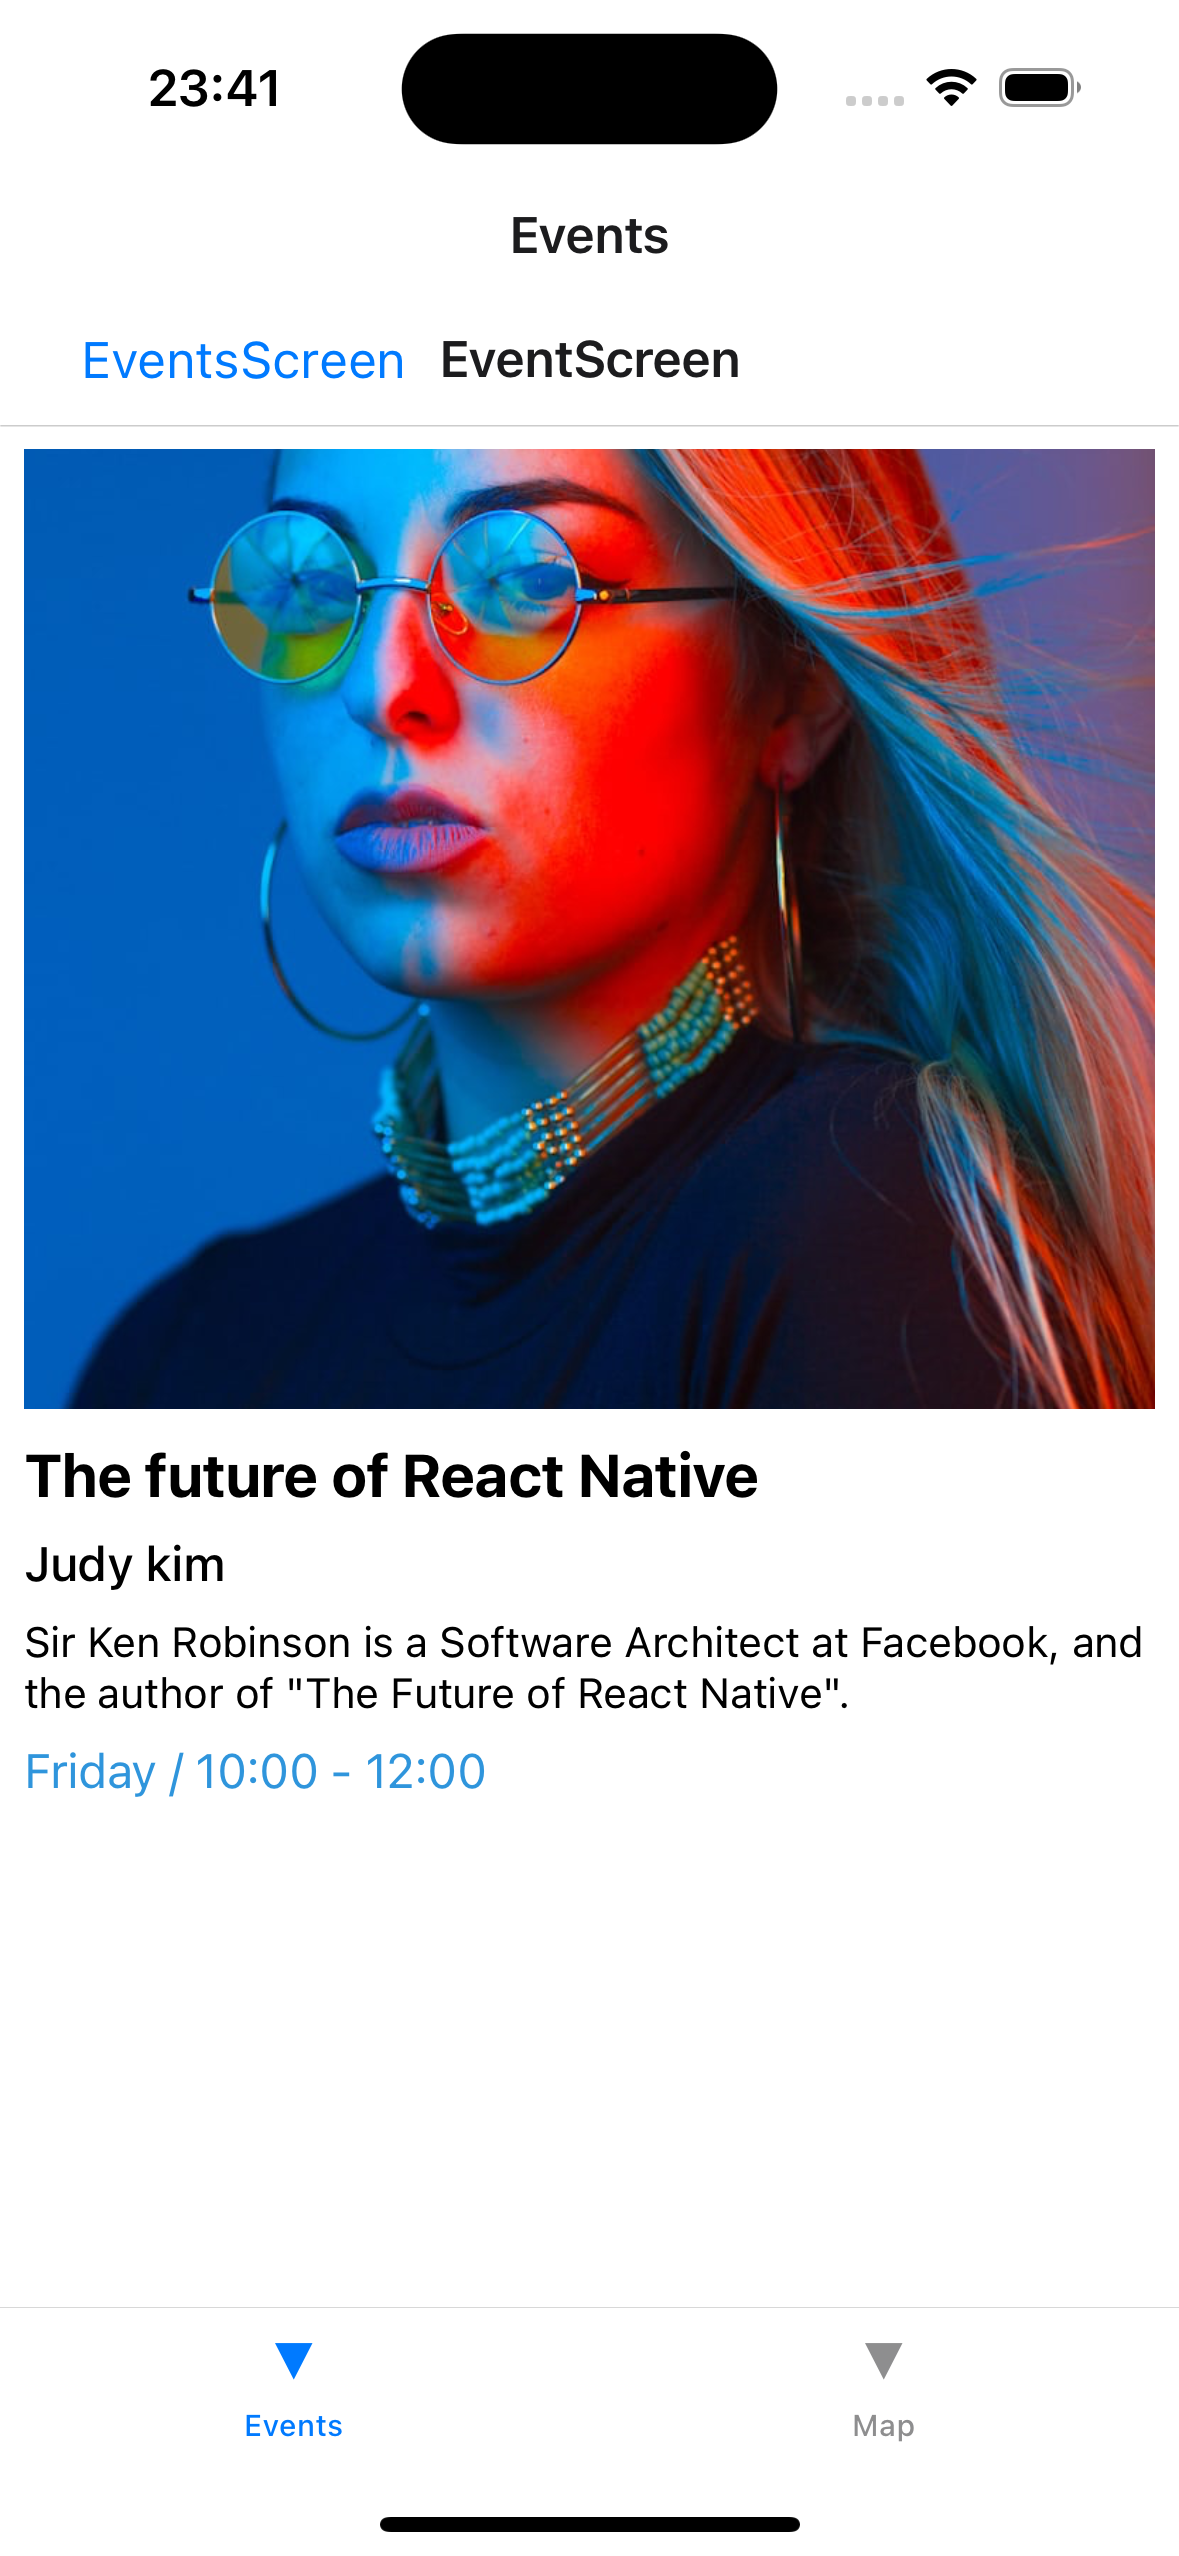 23:41
Events
EventsScreen EventScreen
The future of React Native
Judy kim
Sir Ken Robinson is a Software Architect at Facebook, and
the author of "The Future of React Native".
Friday / 10:00 - 12:00
Events Map